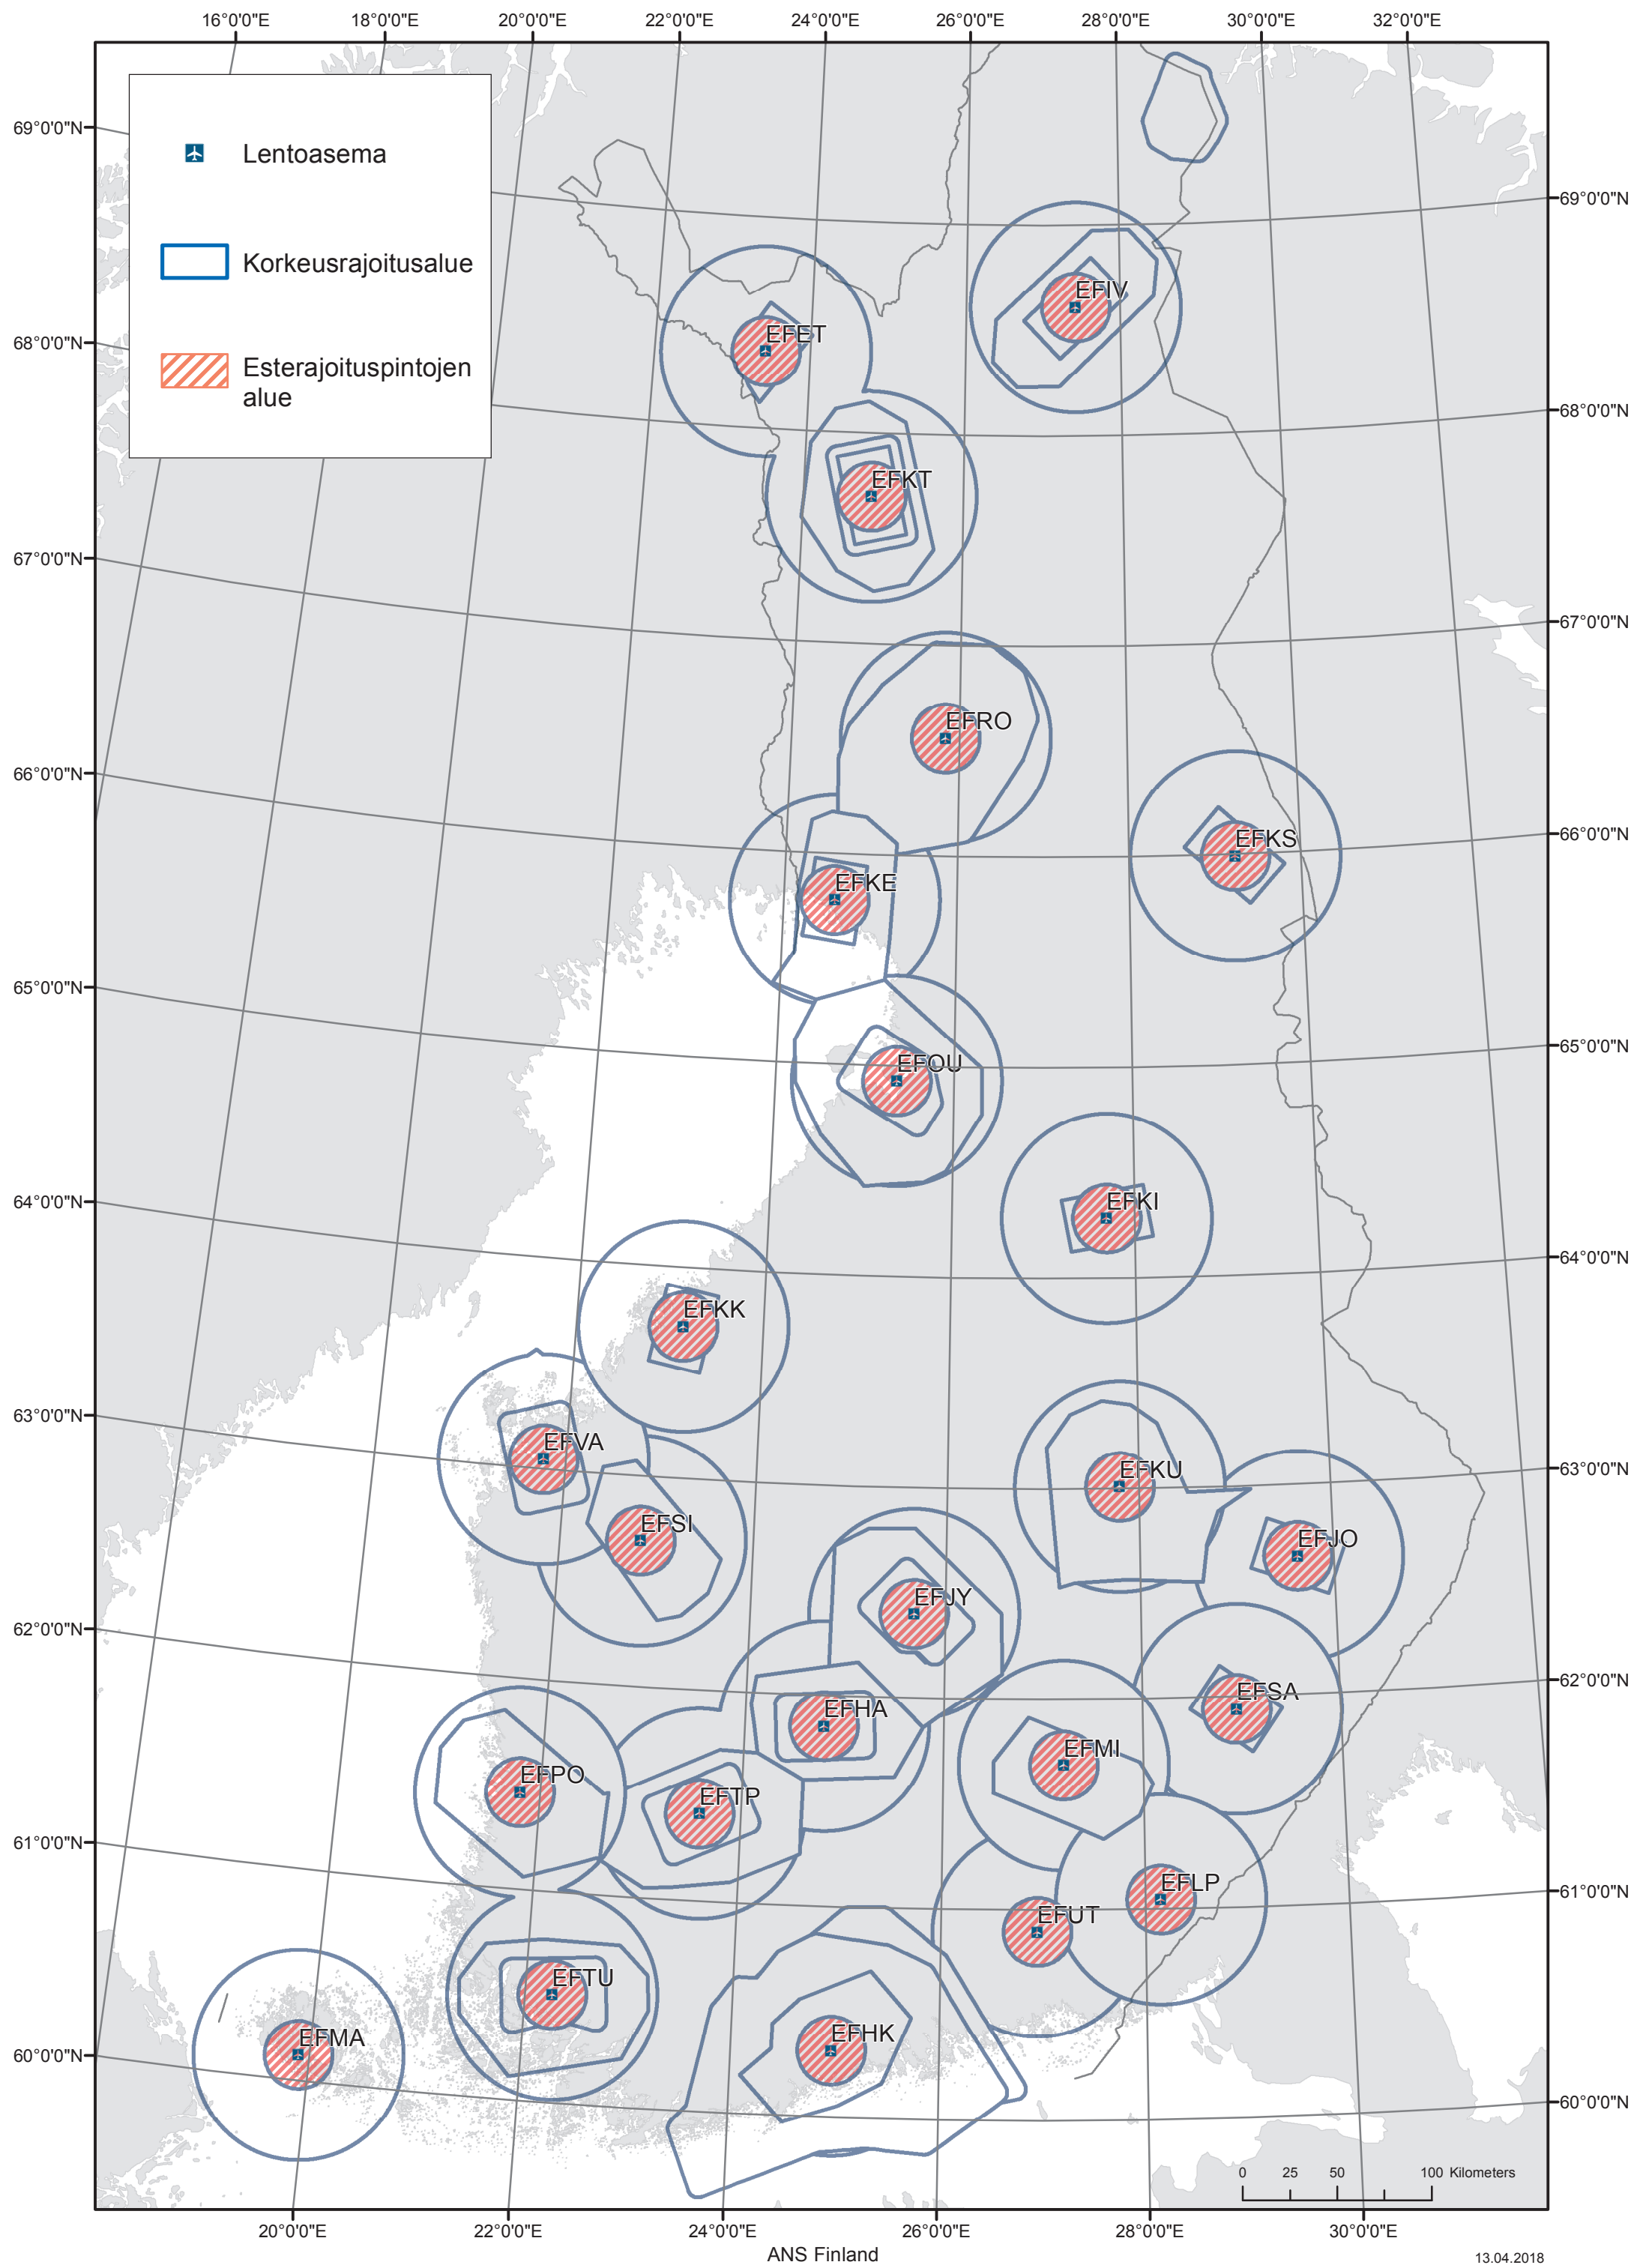 16°0'0"E 18°0'0"E 20°0'0"E 22°0'0"E 24°0'0"E 26°0'0"E 28°0'0"E 30°0'0"E 32°0'0"E
69°0'0"N
Lentoasema
69°0'0"N
Korkeusrajoitusalue
EFIV
EFET
68°0'0"N
Esterajoituspintojen
alue
68°0'0"N
EFKT
67°0'0"N
67°0'0"N
EFRO
66°0'0"N
66°0'0"N
EFKS
EFKE
65°0'0"N
65°0'0"N
EFOU
64°0'0"N
EFKI
64°0'0"N
EFKK
63°0'0"N
EFVA
63°0'0"N
EFKU
EFSI
EFJO
EFJY
62°0'0"N
62°0'0"N
EFSA
EFHA
EFMI
EFPO
EFTP
61°0'0"N
61°0'0"N
EFLP
EFUT
EFTU
EFHK
EFMA
60°0'0"N
60°0'0"N
0 25 50 100 Kilometers
20°0'0"E 22°0'0"E 24°0'0"E 26°0'0"E 28°0'0"E 30°0'0"E
ANS Finland
13.04.2018